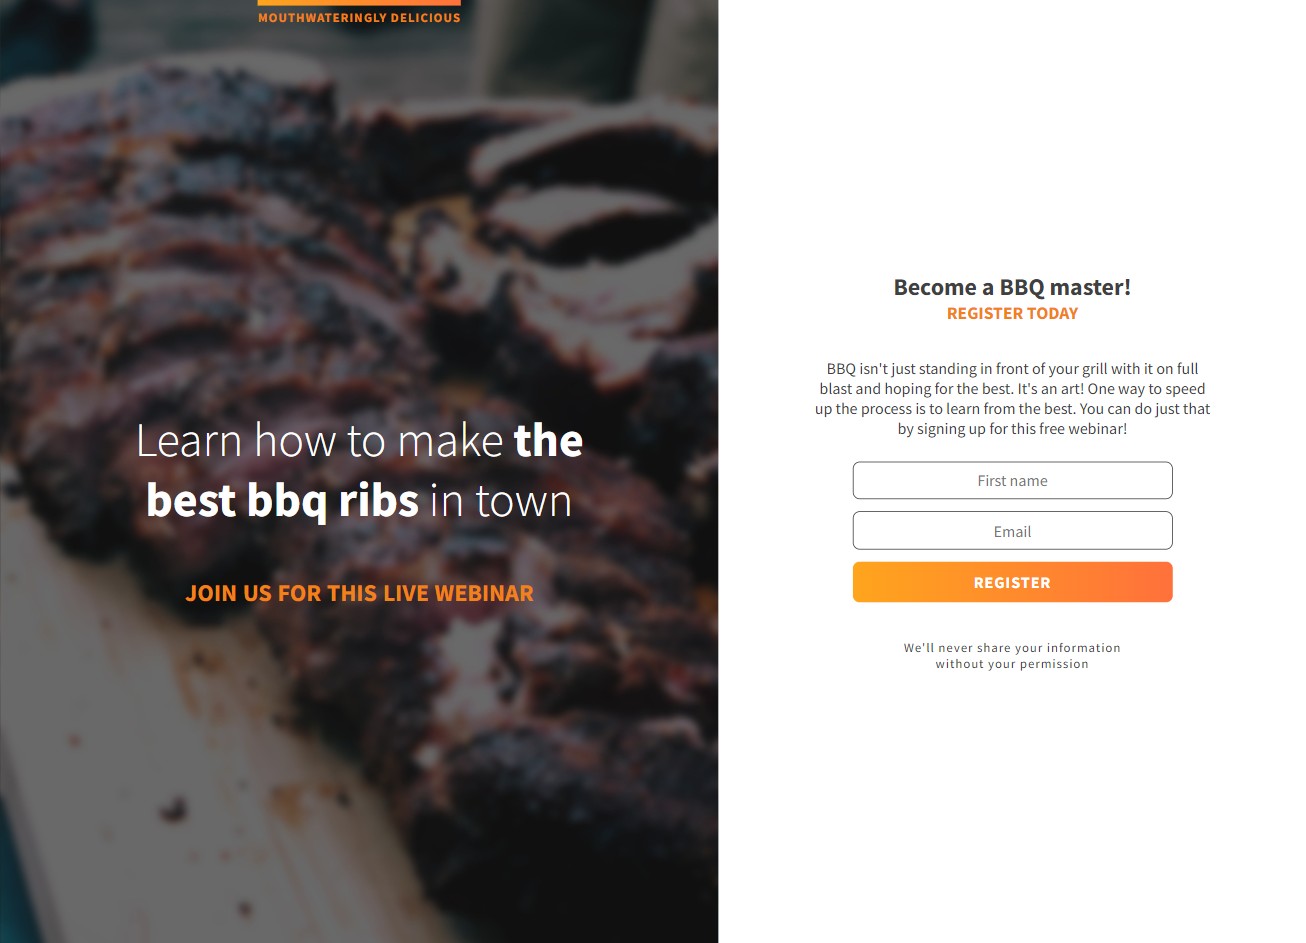 MOUTHWATERINGLY DELICIOUS
Learn how to make the
best bbq ribs in town
JOIN US FOR THIS LIVE WEBINAR
Become a BBQ master!
REGISTER TODAY
BBQ isn't just standing in front of your grill with it on full
blast and hoping for the best. It's an art! One way to speed
up the process is to learn from the best. You can do just that
by signing up for this free webinar!
First name
Email
REGISTER
We'll never share your information
without your permission